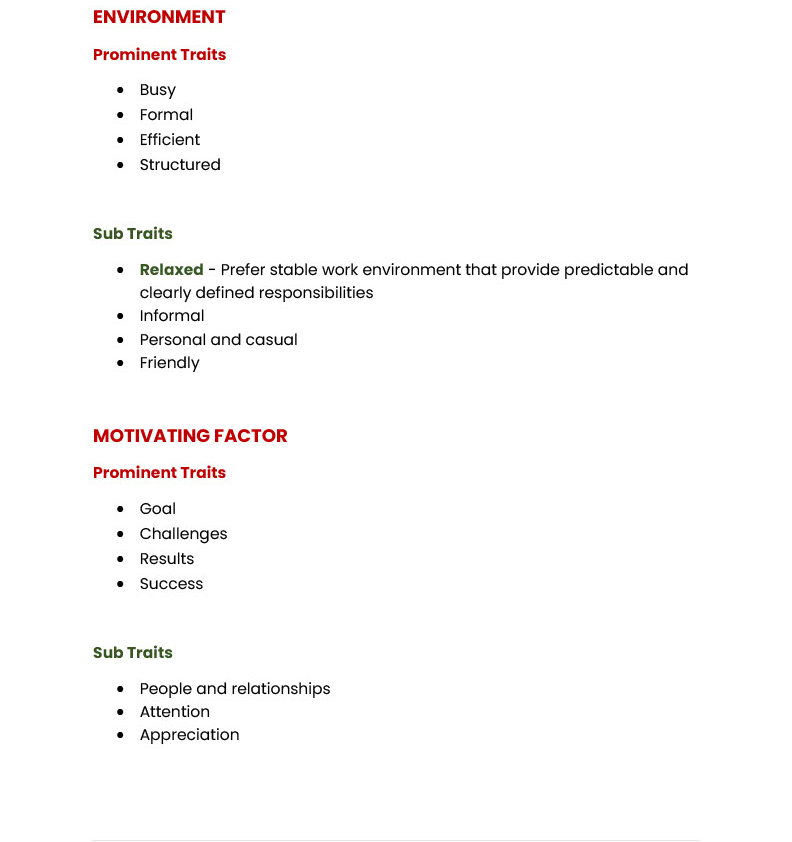 ENVIRONMENT
Prominent Traits
• Busy
• Formal
• Efficient
• Structured
Sub Traits
• Relaxed - Prefer stable work environment that provide predictable and
clearly defined responsibilities
• Informal
• Personal and casual
• Friendly
MOTIVATING FACTOR
Prominent Traits
• Goal
• Challenges
• Results
• Success
Sub Traits
• People and relationships
• Attention
• Appreciation